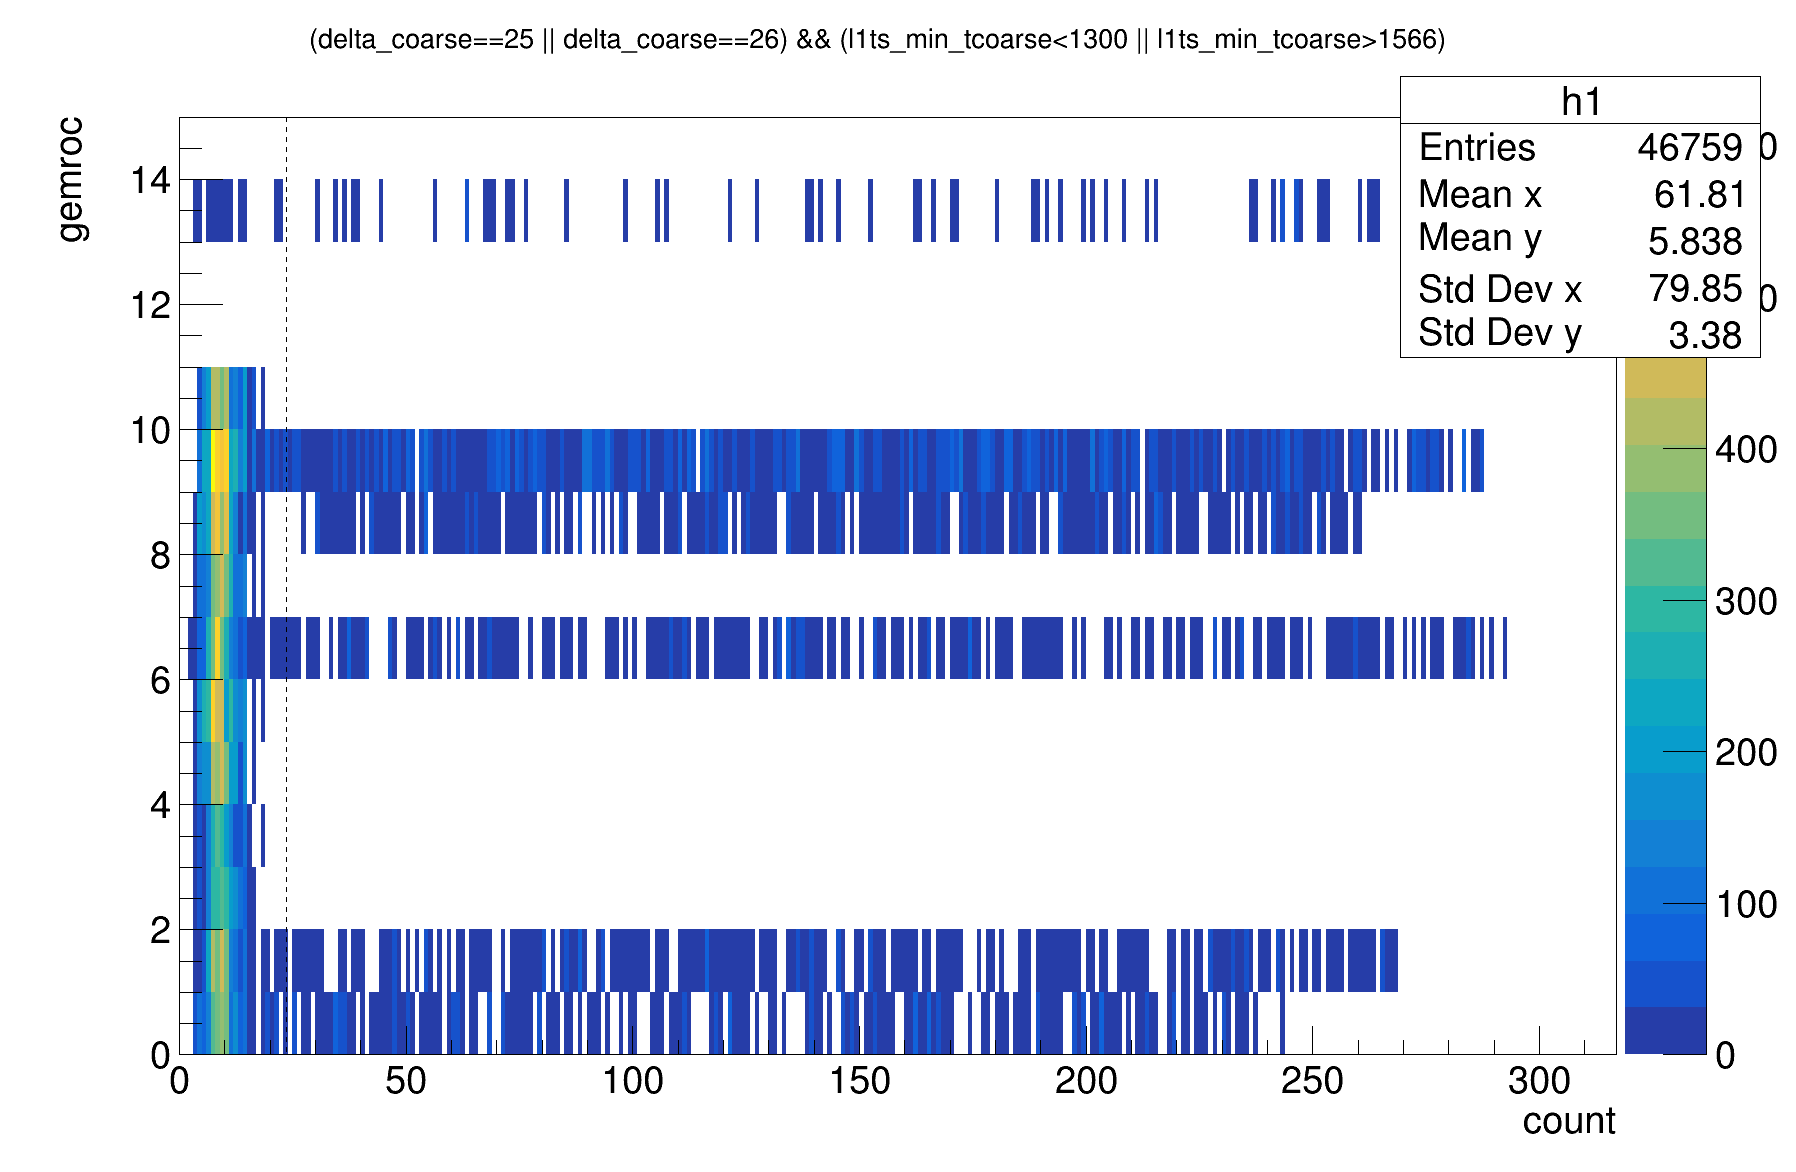 (delta_coarse==25 || delta_coarse==26) && (l1ts_min_tcoarse<1300 || l1ts_min_tcoarse>1566)
h1
Entries 46759
Mean x 61.81
Mean y 5.838
Std Dev x 79.85
Std Dev y 3.38
gemroc
14
12
10
8
6
4
2
0
0 50 100 150 200 250 300
count
0
0
400
300
200
100
0